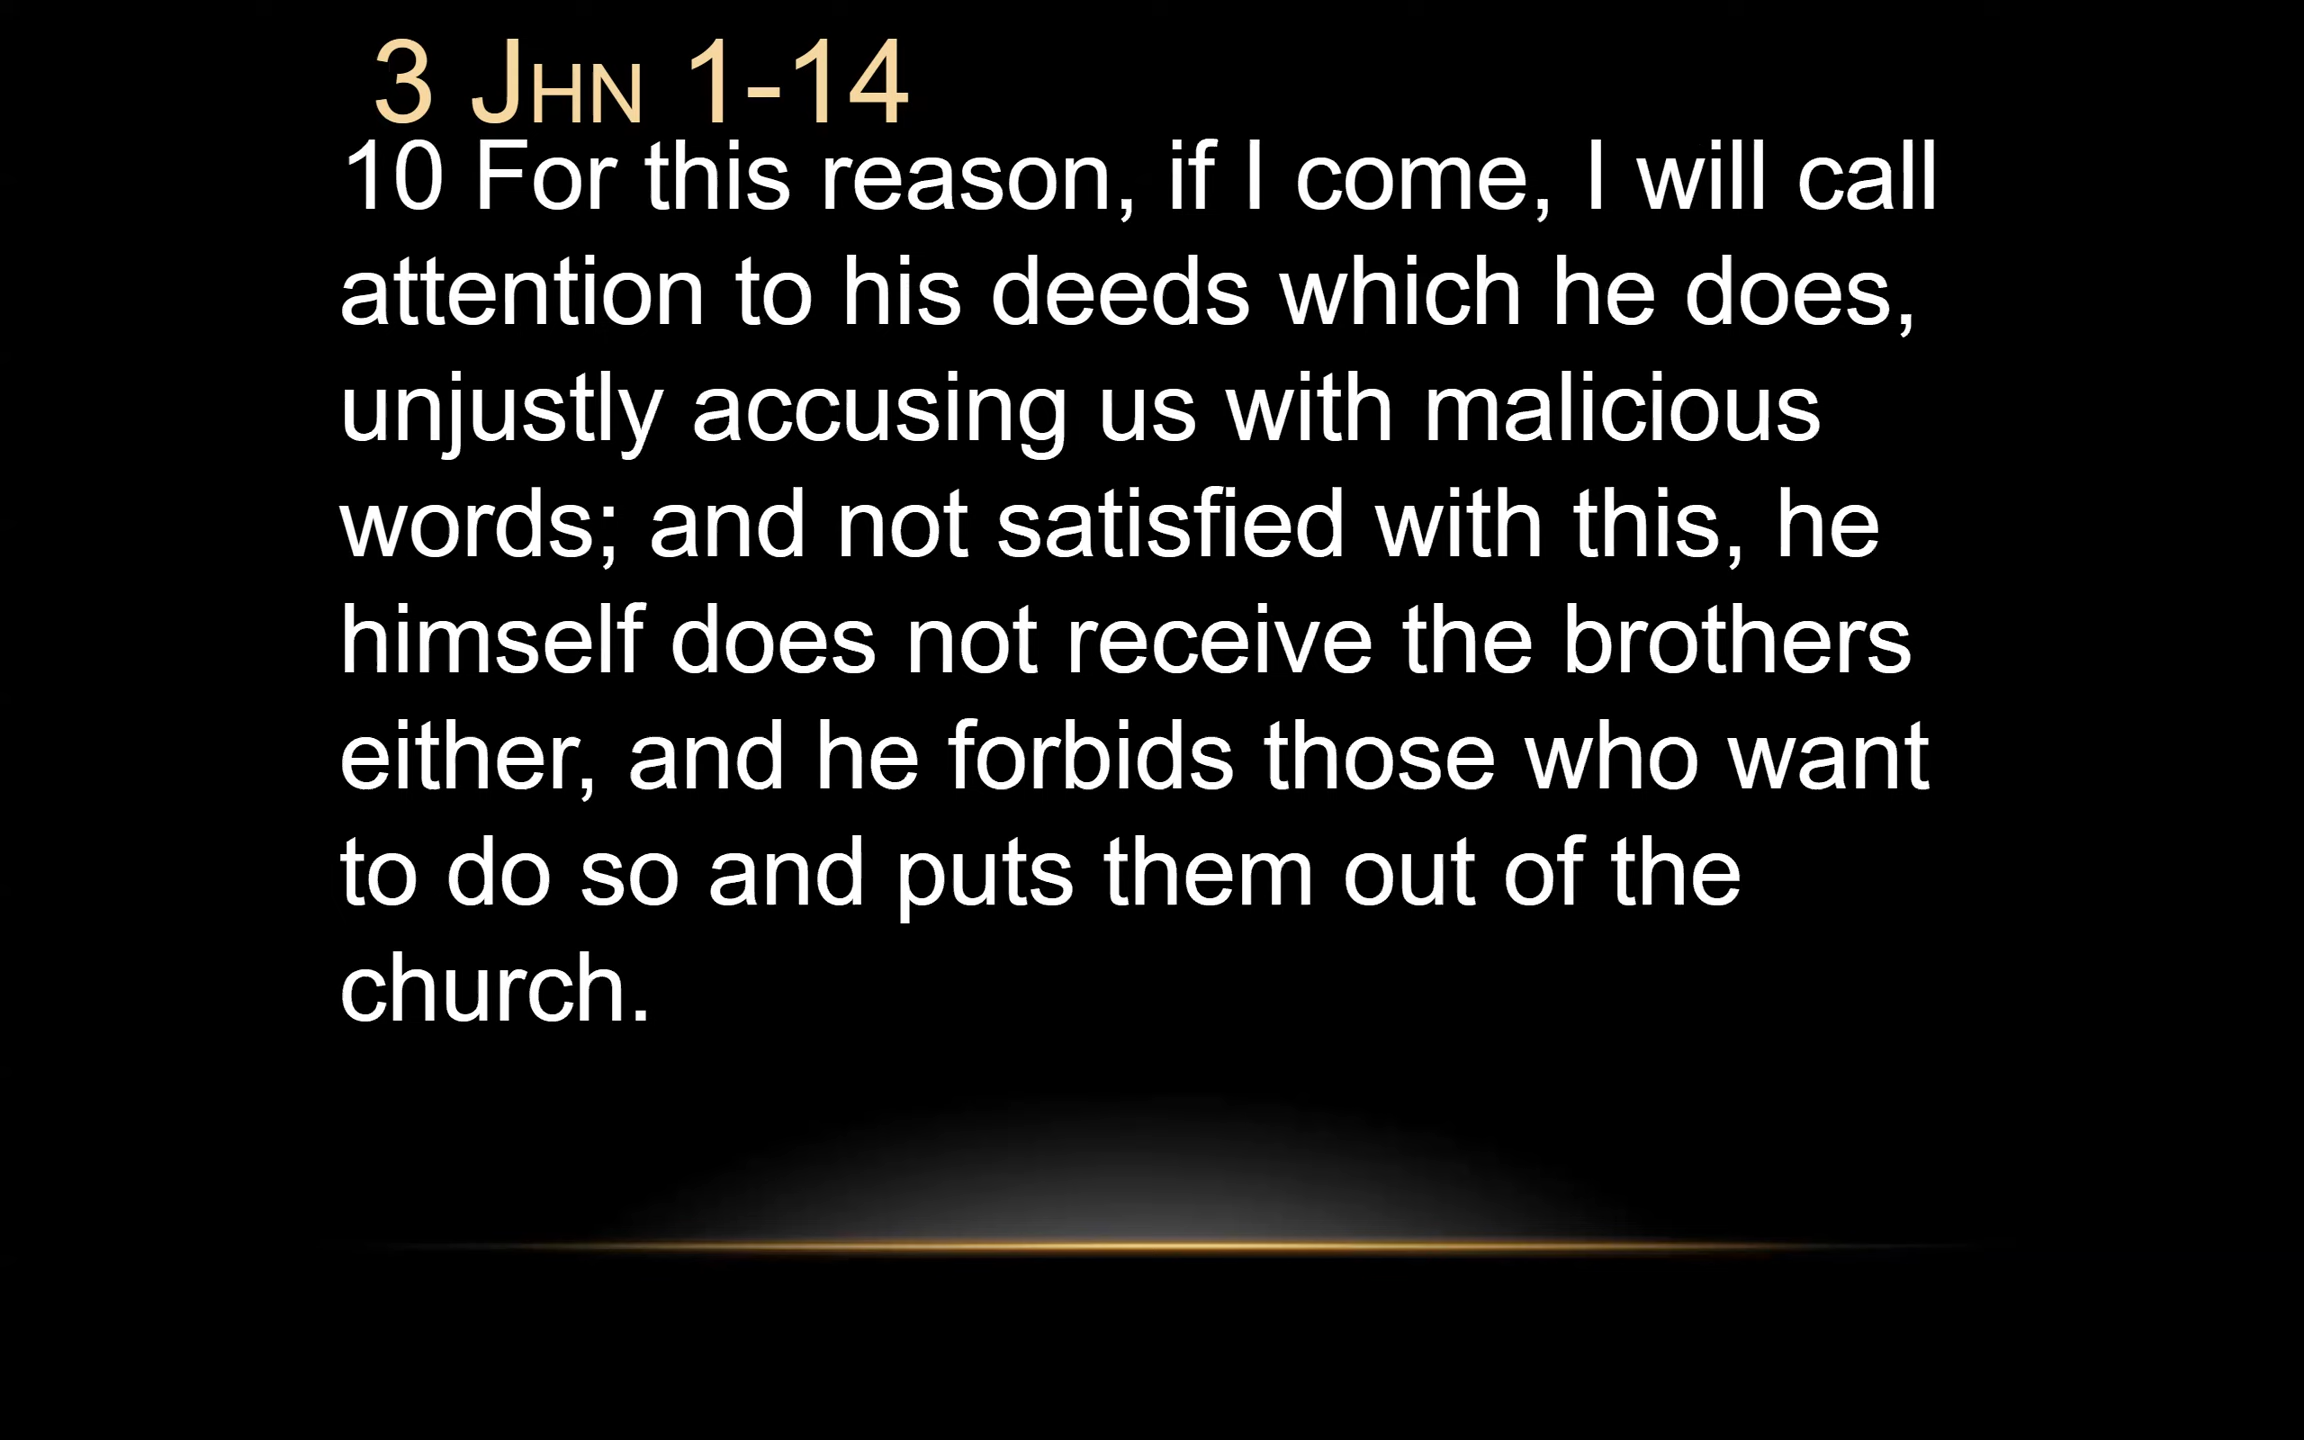 3 JHN 1-14
10 For this reason, if I come, I will call
attention to his deeds which he does,
unjustly accusing us with malicious
words; and not satisfied with this, he
himself does not receive the brothers
either, and he forbids those who want
to do so and puts them out of the
church.